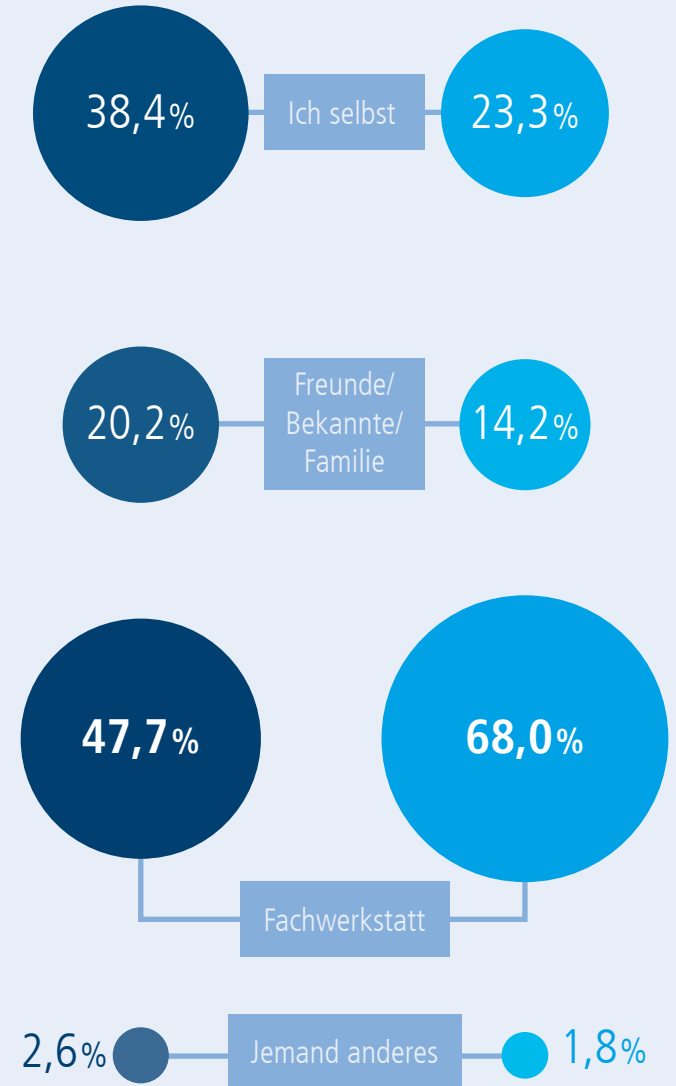 38,4% Ich selbst 23,3%
20,2% Freunde/ 14,2%
Bekannte/
Familie
47,7% 68,0%
Fachwerkstatt
2,6% Jemand anderes 1,8%